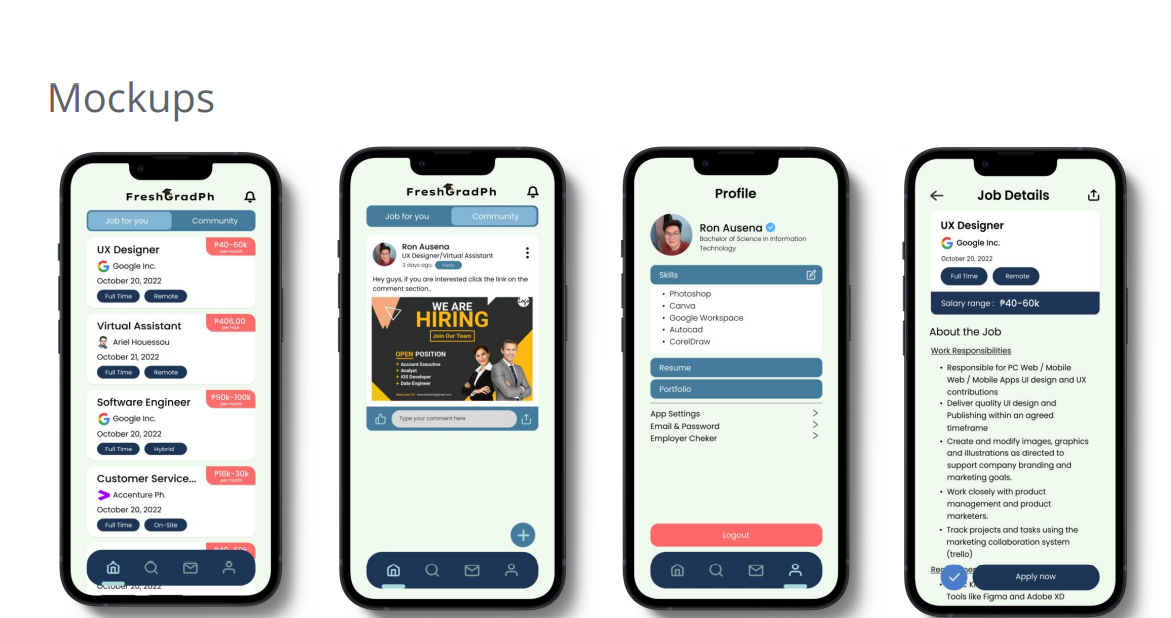 Mockups
FreshGradPh
Job for you
Community
UX Designer
₱40-60k
per month
Google Inc.
October 20, 2022
Full Time
Remote
Virtual Assistant
₱406.00
per hour
Ariel Houessou
October 21, 2022
Full Time
Remote
Software Engineer
₱90k-100k
per month
Google Inc.
October 20, 2022
Full Time
Hybrid
Customer Service...
₱18k-30k
per month
Accenture Ph.
October 20, 2022
Full Time
On-Site
FreshGradPh
Job for you
Community
Ron Ausena
UX Designer/Virtual Assistant
2 days ago.
Public
Hey guys, if you are interested click the link on the
comment section..
WE ARE
HIRING
Join Our Team
OPEN POSITION
+ Account Executive
+ Analyst
+ iOS Developer
+ Date Engineer
Type your comment here
Profile
Ron Ausena
Bachelor of Science in Information
Technology
Skills
• Photoshop
• Canva
• Google Workspace
• Autocad
• CorelDraw
Resume
Portfolio
App Settings
Email & Password
Employer Cheker
Logout
Job Details
UX Designer
Google Inc.
October 20, 2022
Full Time
Remote
Salary range : ₱40-60k
About the Job
Work Responsibilities
• Responsible for PC Web / Mobile
Web / Mobile Apps UI design and UX
contributions
• Deliver quality UI design and
Publishing within an agreed
timeframe
• Create and modify images, graphics
and illustrations as directed to
support company branding and
marketing goals.
• Work closely with product
management and product
marketers.
• Track projects and tasks using the
marketing collaboration system
(trello)
Apply now
Tools like Figma and Adobe XD